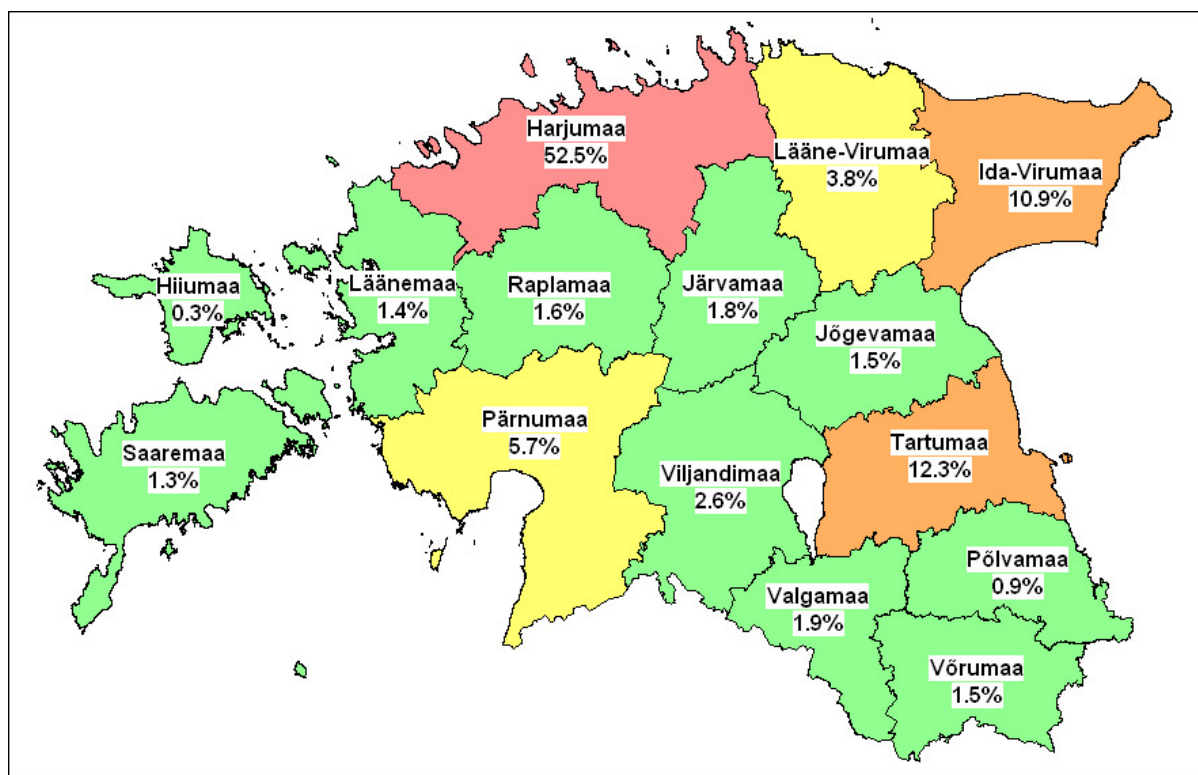 Harjumaa
52.5%
Lääne-Virumaa
3.8%
Ida-Virumaa
10.9%
Hiiumaa
0.3%
Läänemaa
1.4%
Raplamaa
1.6%
Järvamaa
1.8%
Jõgevamaa
1.5%
Saaremaa
1.3%
Pärnumaa
5.7%
Viljandimaa
2.6%
Tartumaa
12.3%
Valgamaa
1.9%
Põlvamaa
0.9%
Võrumaa
1.5%